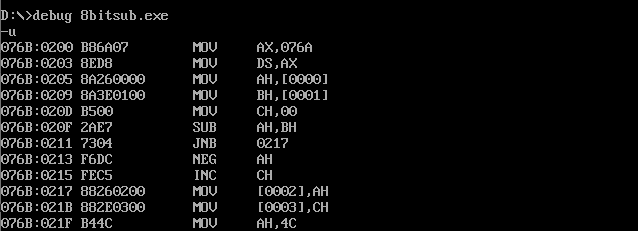 D:\>debug 8bitsub.exe
-u
076B:0200 B86A07 MOV AX,076A
076B:0203 8ED8 MOV DS,AX
076B:0205 8A260000 MOV AH,[0000]
076B:0209 8A3E0100 MOV BH,[0001]
076B:020D B500 MOV CH,00
076B:020F 2AE7 SUB AH,BH
076B:0211 7304 JNB 0217
076B:0213 F6DC NEG AH
076B:0215 FEC5 INC CH
076B:0217 88260200 MOV [0002],AH
076B:021B 882E0300 MOV [0003],CH
076B:021F B44C MOV AH,4C